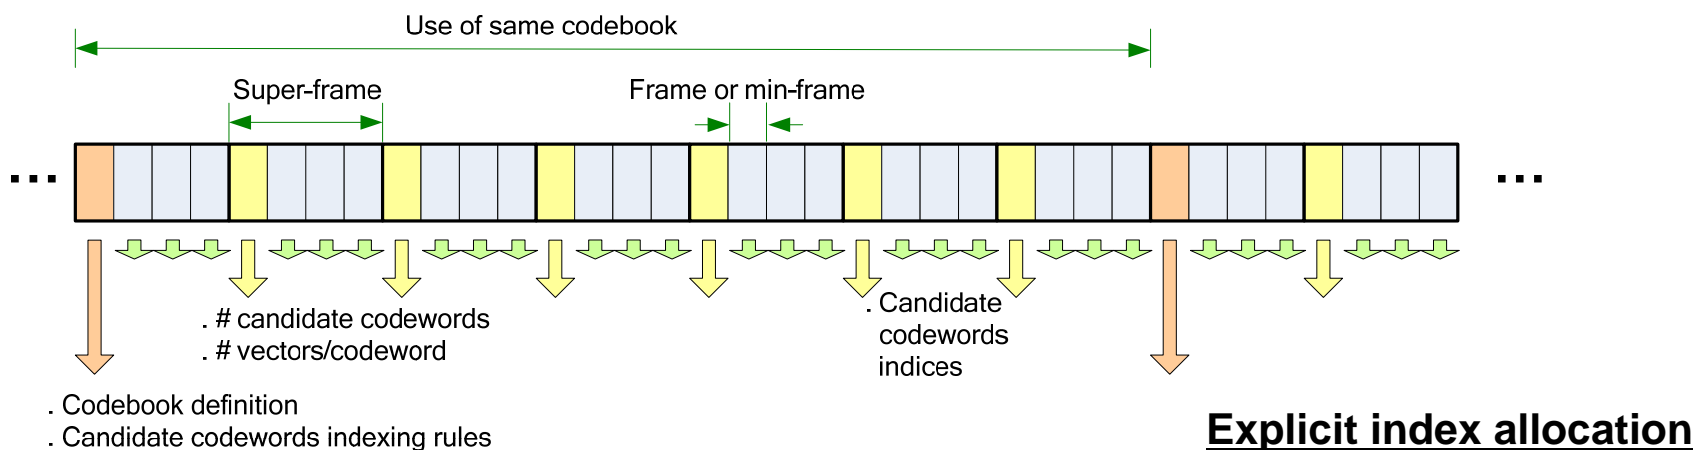 Use of same codebook
Super-frame
Frame or min-frame
...
...
. # candidate codewords
. # vectors/codeword
. Candidate
codewords
indices
. Codebook definition
. Candidate codewords indexing rules
Explicit index allocation